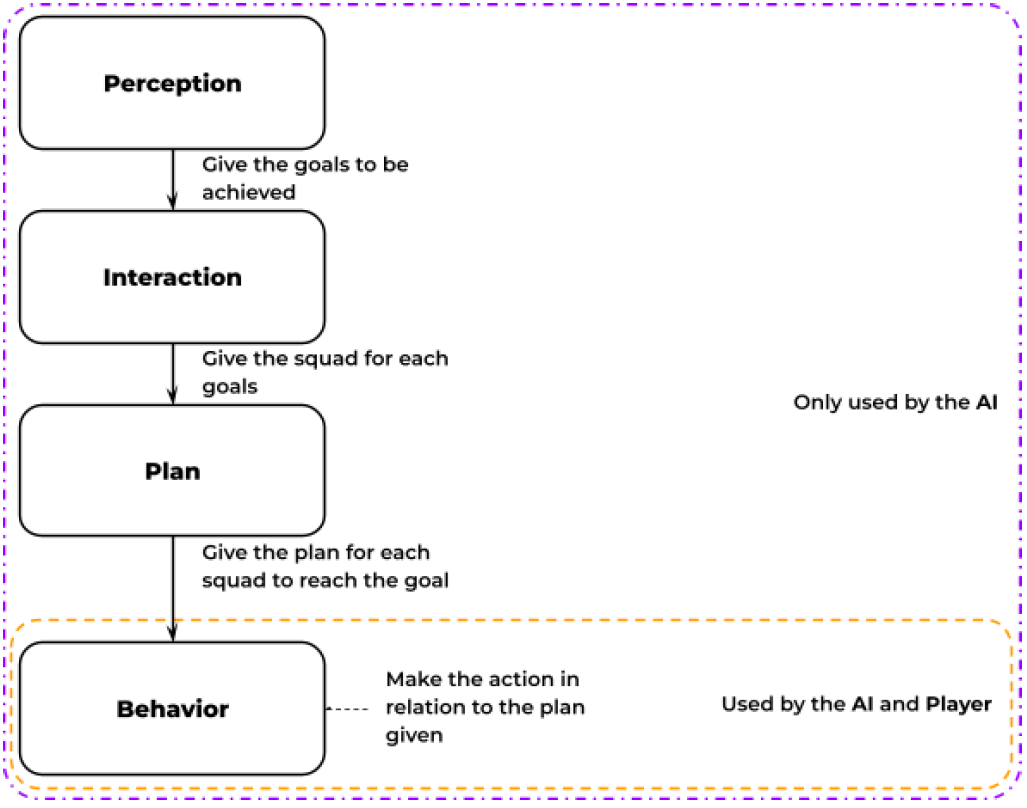 Perception
Give the goals to be
achieved
Interaction
Give the squad for each
goals
Only used by the AI
Plan
Give the plan for each
squad to reach the goal
Make the action in
relation to the plan
given
Behavior
Used by the AI and Player